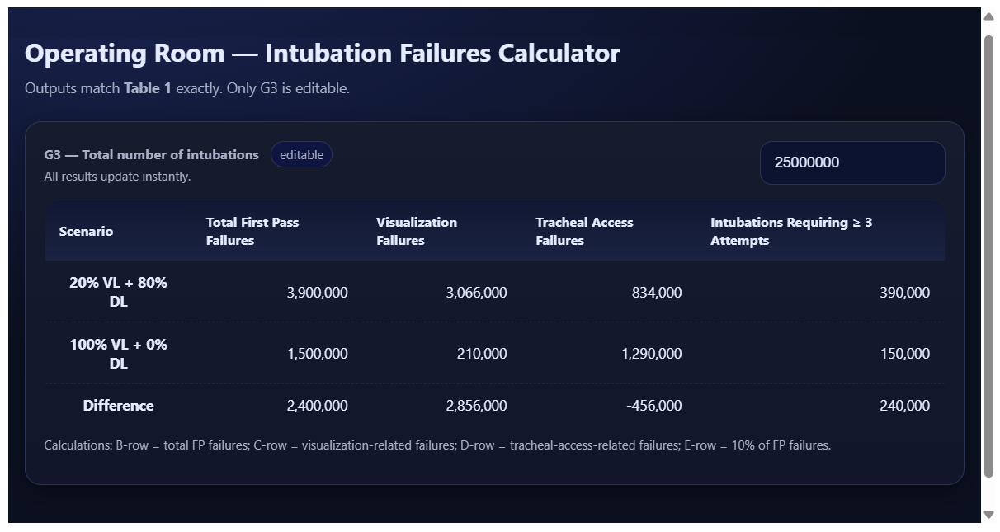 Operating Room — Intubation Failures Calculator
Outputs match Table 1 exactly. Only G3 is editable.
G3 — Total number of intubations editable
All results update instantly.
25000000
Scenario
Total First Pass
Failures
Visualization
Failures
Tracheal Access
Failures
Intubations Requiring ≥ 3
Attempts
20% VL + 80%
DL
3,900,000
3,066,000
834,000
390,000
100% VL + 0%
DL
1,500,000
210,000
1,290,000
150,000
Difference
2,400,000
2,856,000
-456,000
240,000
Calculations: B-row = total FP failures; C-row = visualization-related failures; D-row = tracheal-access-related failures; E-row = 10% of FP failures.